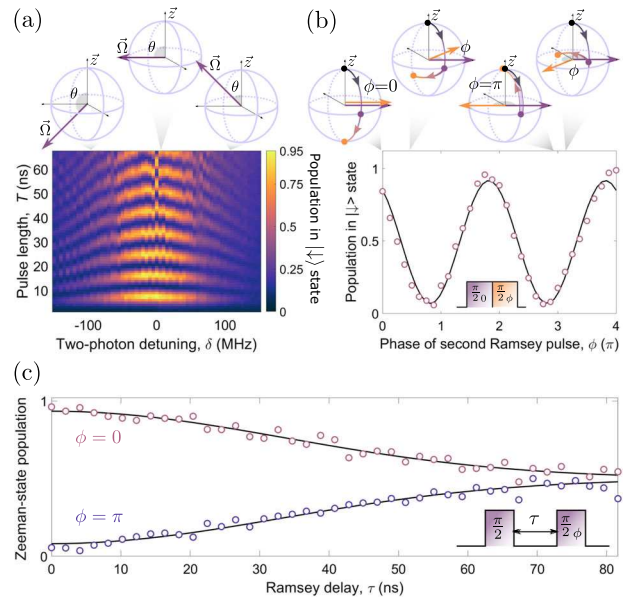 (a)
z⃗
θ
Ω⃗
z⃗
θ
Ω⃗
z⃗
θ
Ω⃗
Pulse length, T (ns)
60
50
40
30
20
10
-100
0
100
Two-photon detuning, δ (MHz)
0.95
0.75
0.5
0.25
0
Population in |↓⟩ state
(b)
z⃗
ϕ=0
z⃗
ϕ
z⃗
ϕ=π
z⃗
ϕ
Population in |↓> state
1
0.5
0
π/2 0
π/2 ϕ
0
1
2
3
4
Phase of second Ramsey pulse, ϕ (π)
(c)
Zeeman-state population
1
0
ϕ = 0
ϕ = π
π/2
τ
π/2 ϕ
0
10
20
30
40
50
60
70
80
Ramsey delay, τ (ns)